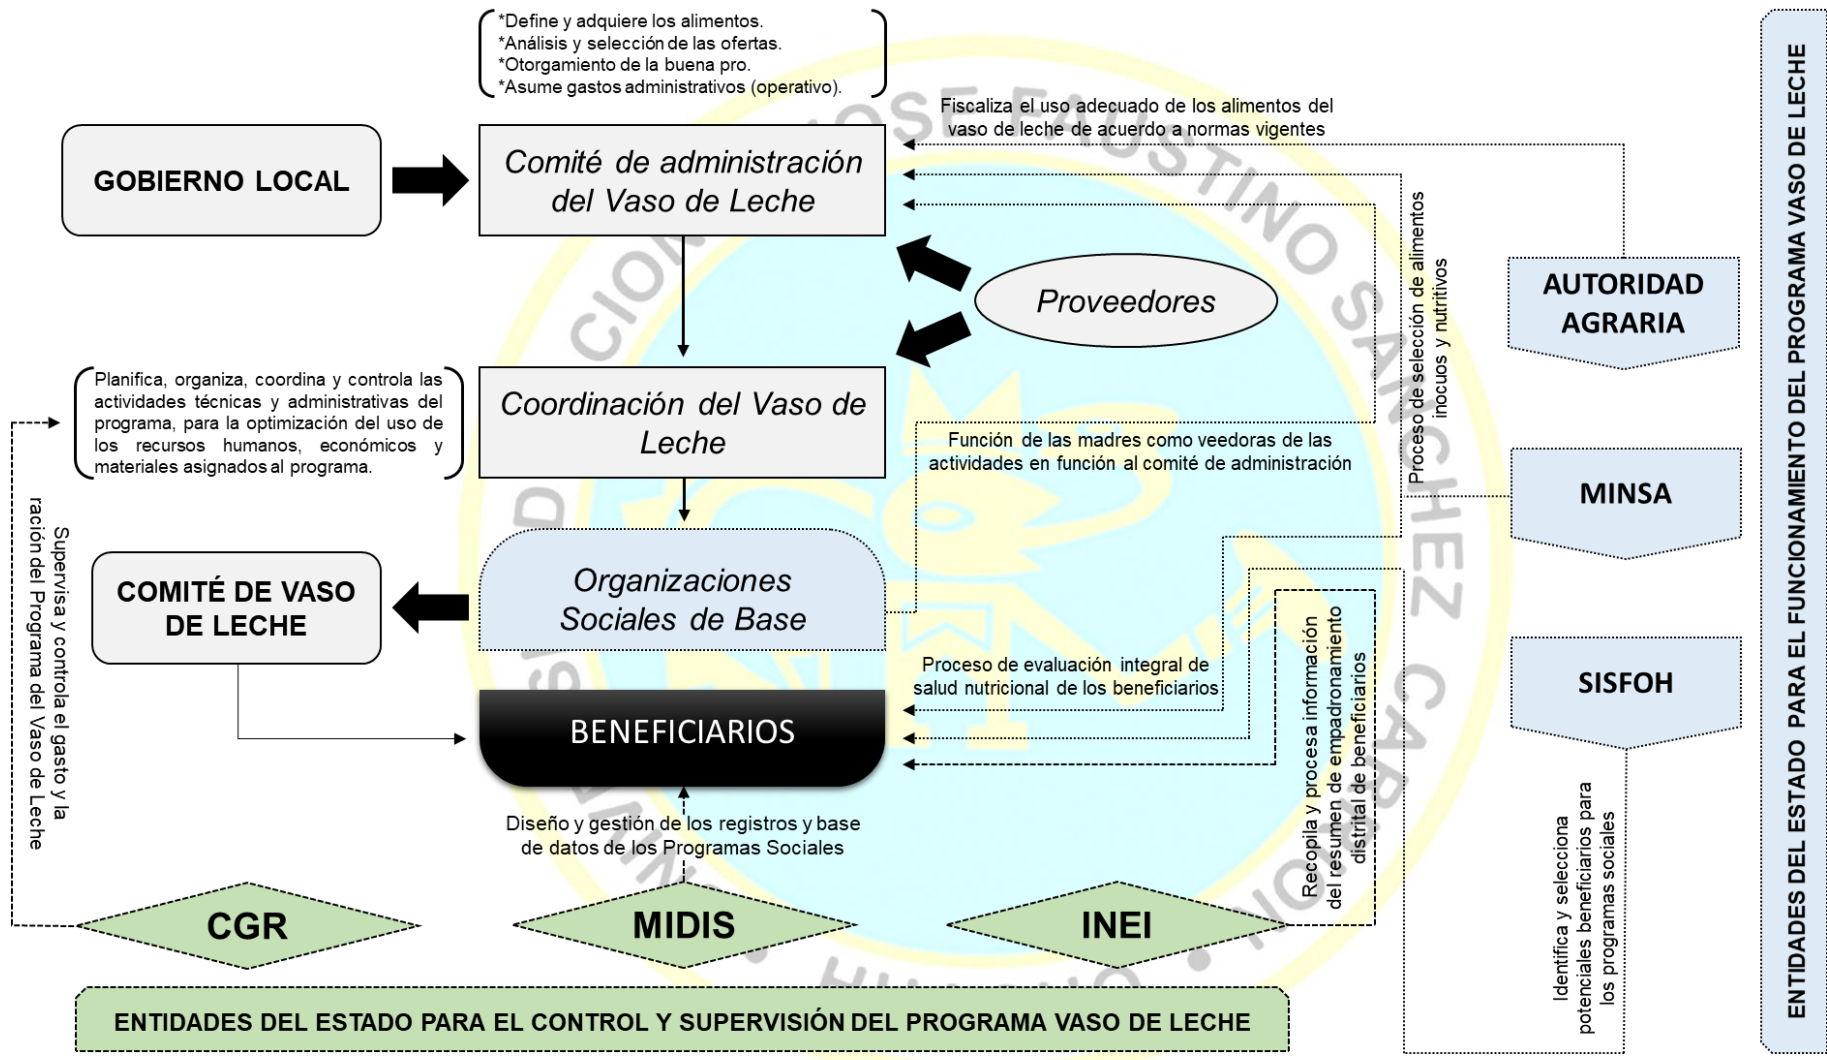 *Define y adquiere los alimentos.
*Análisis y selección de las ofertas.
*Otorgamiento de la buena pro.
*Asume gastos administrativos (operativo).
GOBIERNO LOCAL
Comité de administración
del Vaso de Leche
Fiscaliza el uso adecuado de los alimentos del
vaso de leche de acuerdo a normas vigentes
Proveedores
Proceso de selección de alimentos
inocuos y nutritivos
AUTORIDAD
AGRARIA
Planifica, organiza, coordina y controla las
actividades técnicas y administrativas del
programa, para la optimización del uso de
los recursos humanos, económicos y
materiales asignados al programa.
Coordinación del Vaso de
Leche
Función de las madres como veedoras de las
actividades en función al comité de administración
MINSA
Supervisa y controla el gasto y la
ración del Programa del Vaso de Leche
COMITÉ DE VASO
DE LECHE
Organizaciones
Sociales de Base
Proceso de evaluación integral de
salud nutricional de los beneficiarios
SISFOH
BENEFICIARIOS
Recopila y procesa información
del resumen de empadronamiento
distrital de beneficiarios
Identifica y selecciona
potenciales beneficiarios para
los programas sociales
Diseño y gestión de los registros y base
de datos de los Programas Sociales
CGR
MIDIS
INEI
ENTIDADES DEL ESTADO PARA EL CONTROL Y SUPERVISIÓN DEL PROGRAMA VASO DE LECHE
ENTIDADES DEL ESTADO PARA EL FUNCIONAMIENTO DEL PROGRAMA VASO DE LECHE
JOSE FAUSTINO SANCHEZ CARRION